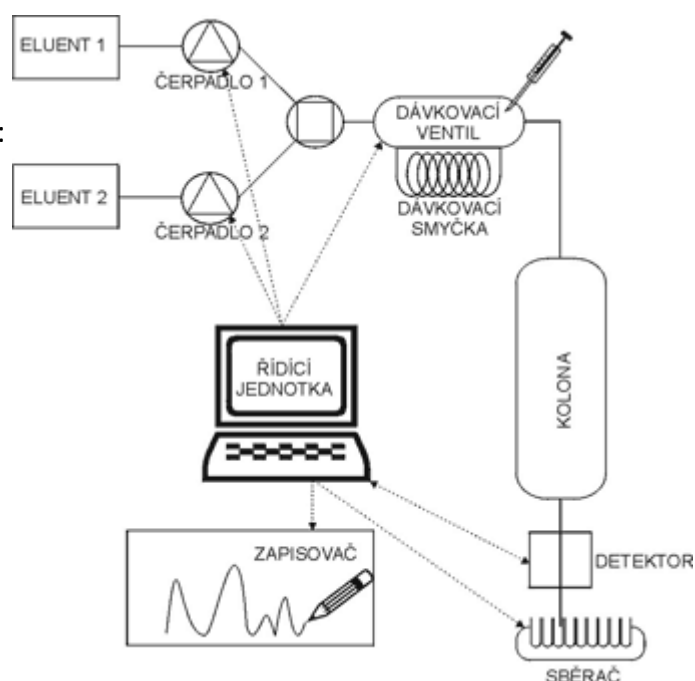 ELUENT 1
ČERPADLO 1
DÁVKOVACÍ
VENTIL
:
ELUENT 2
ČERPADLO 2
DÁVKOVACÍ
SMYČKA
ŘÍDÍCÍ
JEDNOTKA
KOLONA
ZAPISOVAČ
DETEKTOR
SBĚRAČ